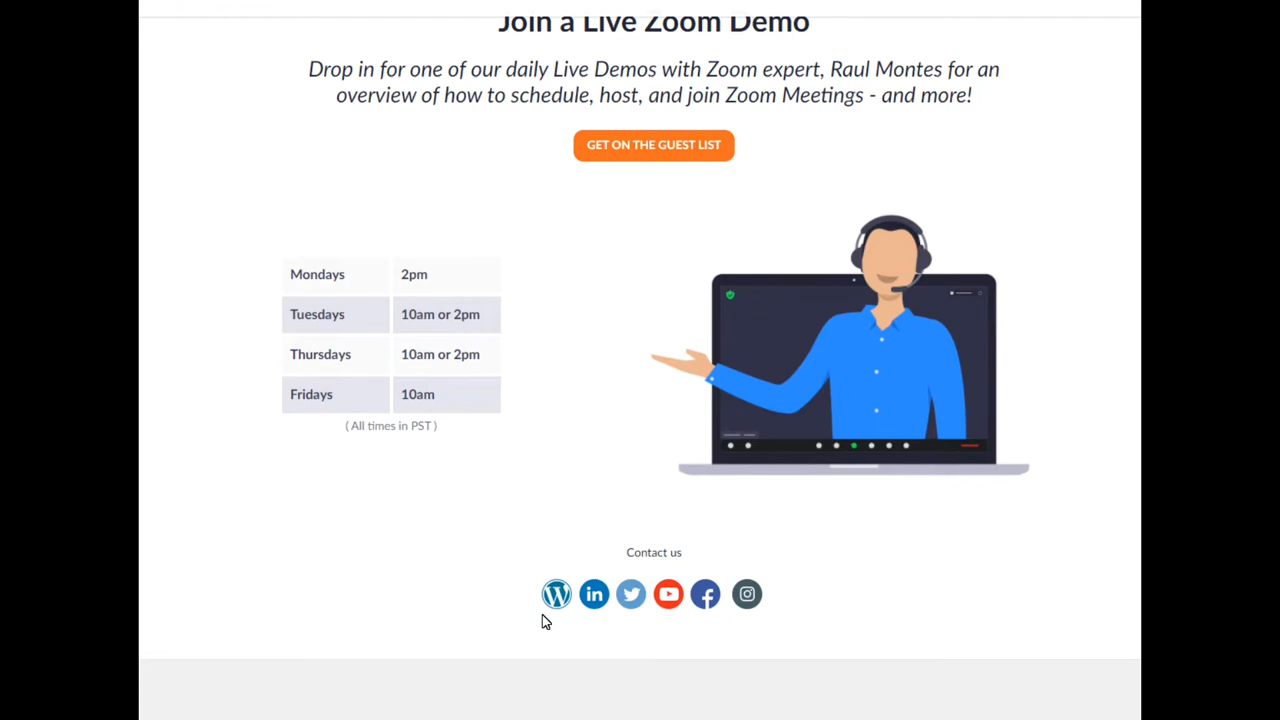 Join a Live Zoom Demo
Drop in for one of our daily Live Demos with Zoom expert, Raul Montes for an
overview of how to schedule, host, and join Zoom Meetings - and more!
GET ON THE GUEST LIST
Mondays 2pm
Tuesdays 10am or 2pm
Thursdays 10am or 2pm
Fridays 10am
( All times in PST )
Contact us